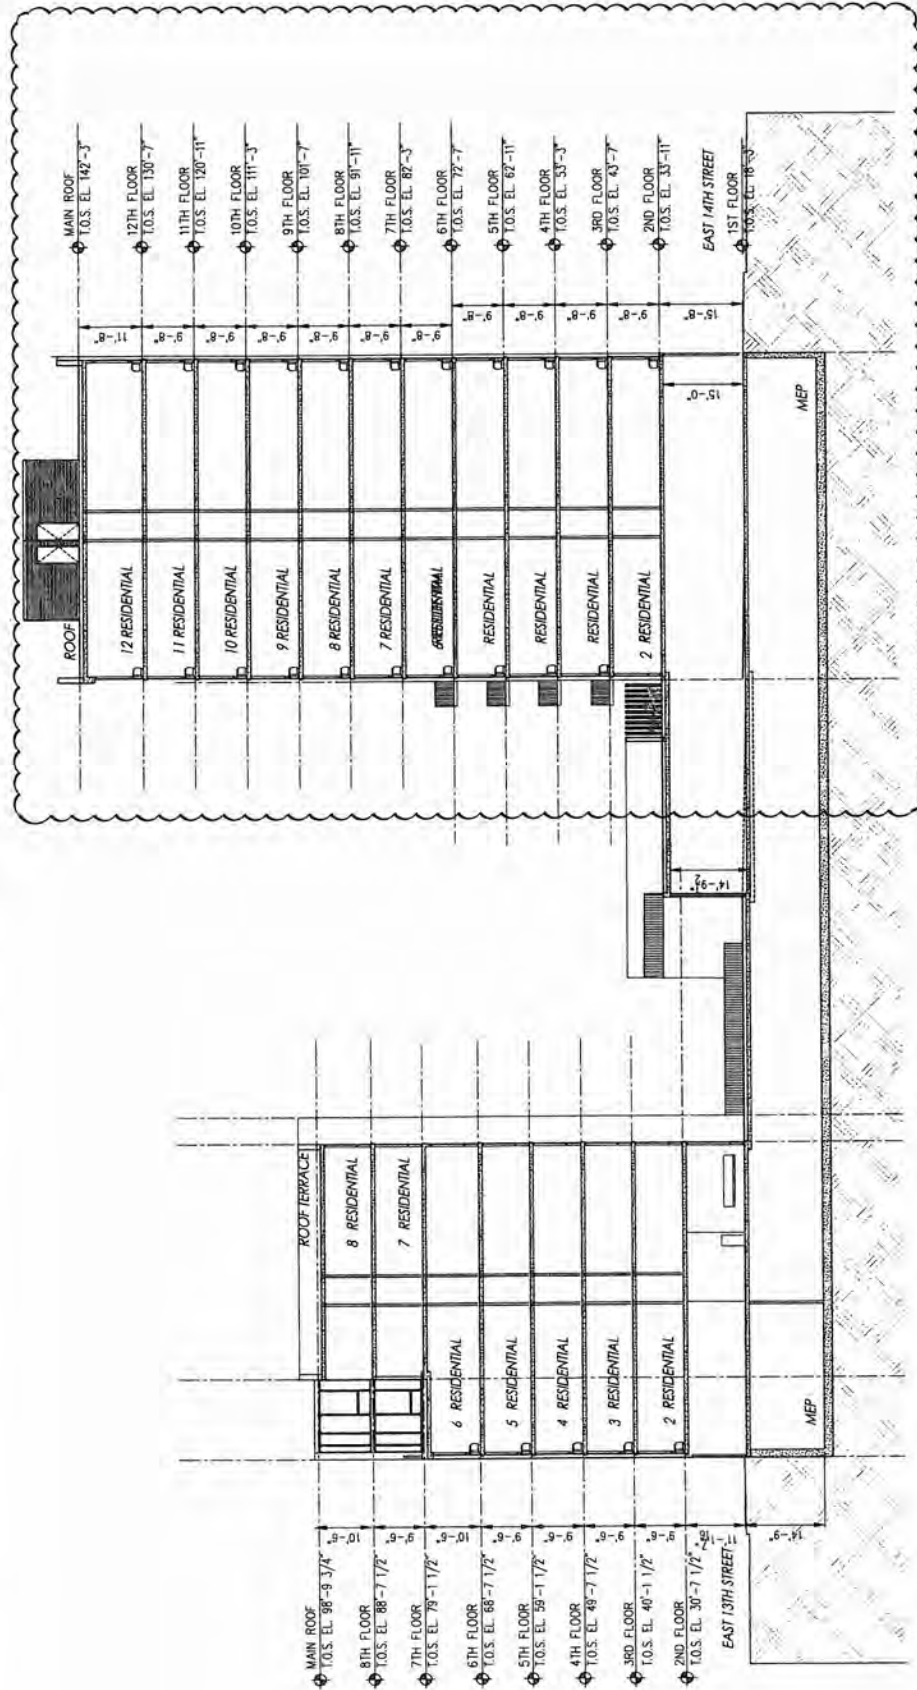 MAIN ROOF
T.O.S. EL. 142'-3"
12TH FLOOR
T.O.S. EL. 130'-7"
11TH FLOOR
T.O.S. EL. 120'-11"
10TH FLOOR
T.O.S. EL. 111'-3"
9TH FLOOR
T.O.S. EL. 101'-7"
8TH FLOOR
T.O.S. EL. 91'-11"
7TH FLOOR
T.O.S. EL. 82'-3"
6TH FLOOR
T.O.S. EL. 72'-7"
5TH FLOOR
T.O.S. EL. 62'-11"
4TH FLOOR
T.O.S. EL. 53'-3"
3RD FLOOR
T.O.S. EL. 43'-7"
2ND FLOOR
T.O.S. EL. 33'-11"
EAST 14TH STREET
1ST FLOOR
T.O.S. EL. 18'-3"
11'-8"
9'-8"
9'-8"
9'-8"
9'-8"
9'-8"
9'-8"
9'-8"
9'-8"
9'-8"
9'-8"
15'-8"
15'-0"
MEP
ROOF
12 RESIDENTIAL
11 RESIDENTIAL
10 RESIDENTIAL
9 RESIDENTIAL
8 RESIDENTIAL
7 RESIDENTIAL
RESIDENTIAL
RESIDENTIAL
RESIDENTIAL
2 RESIDENTIAL
14'-9½"
ROOF TERRACE
8 RESIDENTIAL
7 RESIDENTIAL
6 RESIDENTIAL
5 RESIDENTIAL
4 RESIDENTIAL
3 RESIDENTIAL
2 RESIDENTIAL
MEP
10'-6"
9'-6"
10'-6"
9'-6"
9'-6"
9'-6"
9'-6"
14'-9"
MAIN ROOF
T.O.S. EL. 98'-9 3/4"
8TH FLOOR
T.O.S. EL. 88'-7 1/2"
7TH FLOOR
T.O.S. EL. 79'-1 1/2"
6TH FLOOR
T.O.S. EL. 68'-7 1/2"
5TH FLOOR
T.O.S. EL. 59'-1 1/2"
4TH FLOOR
T.O.S. EL. 49'-7 1/2"
3RD FLOOR
T.O.S. EL. 40'-1 1/2"
2ND FLOOR
T.O.S. EL. 30'-7 1/2"
EAST 13TH STREET